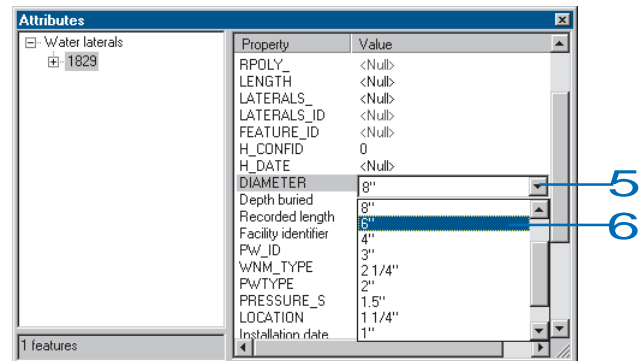 Attributes
Water laterals
1829
Property Value
RPOLY_ <Null>
LENGTH <Null>
LATERALS_ <Null>
LATERALS_ID <Null>
FEATURE_ID <Null>
H_CONFID 0
H_DATE <Null>
DIAMETER 8" 5
Depth buried 8"
Recorded length 6" 6
Facility identifier 4"
PW_ID 3"
WNM_TYPE 2 1/4"
PWTYPE 2"
PRESSURE_S 1.5"
LOCATION 1 1/4"
Installation date 1"
1 features